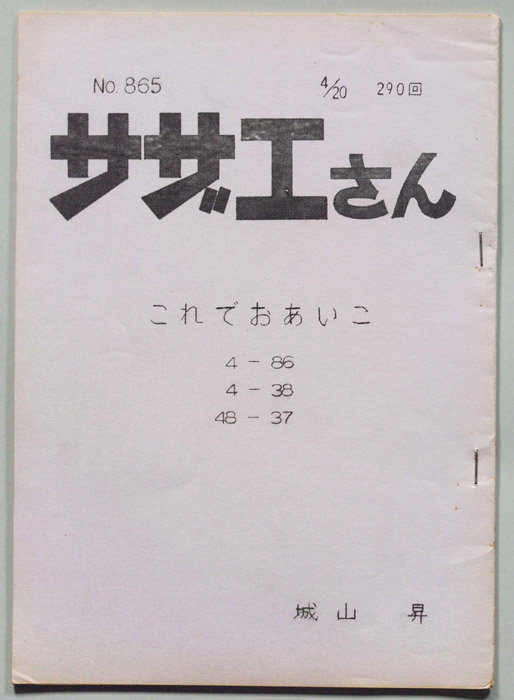 No. 865 4/20 290回
サザエさん
これでおあいこ
4 - 86
4 - 38
48 - 37
城山 昇